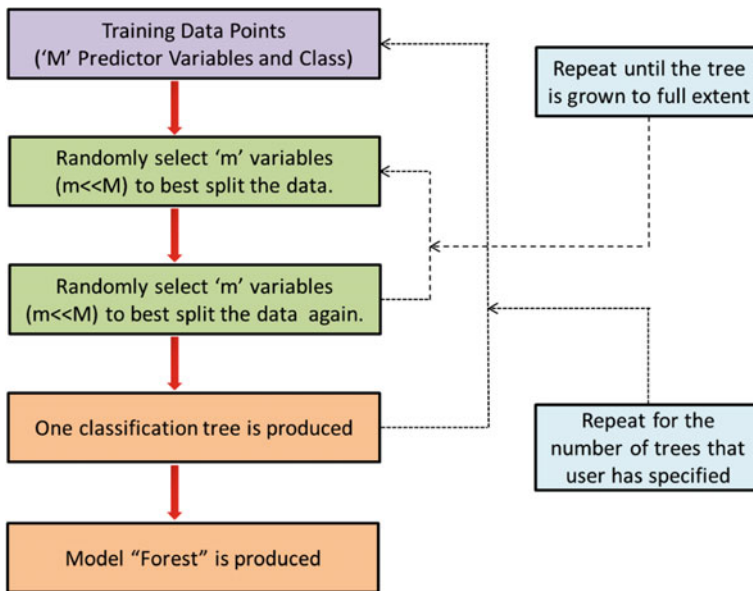 Training Data Points
(‘M’ Predictor Variables and Class)
Repeat until the tree
is grown to full extent
Randomly select ‘m’ variables
(m<<M) to best split the data.
Randomly select ‘m’ variables
(m<<M) to best split the data again.
One classification tree is produced
Repeat for the
number of trees that
user has specified
Model “Forest” is produced